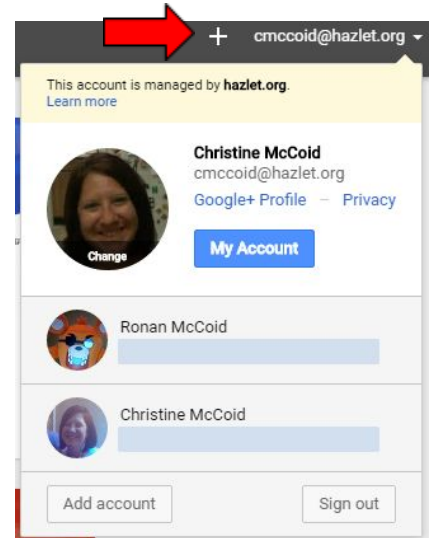 + cmccoid@hazlet.org
This account is managed by hazlet.org.
Learn more
Christine McCoid
cmccoid@hazlet.org
Google+ Profile – Privacy
Change
My Account
Ronan McCoid
Christine McCoid
Add account
Sign out